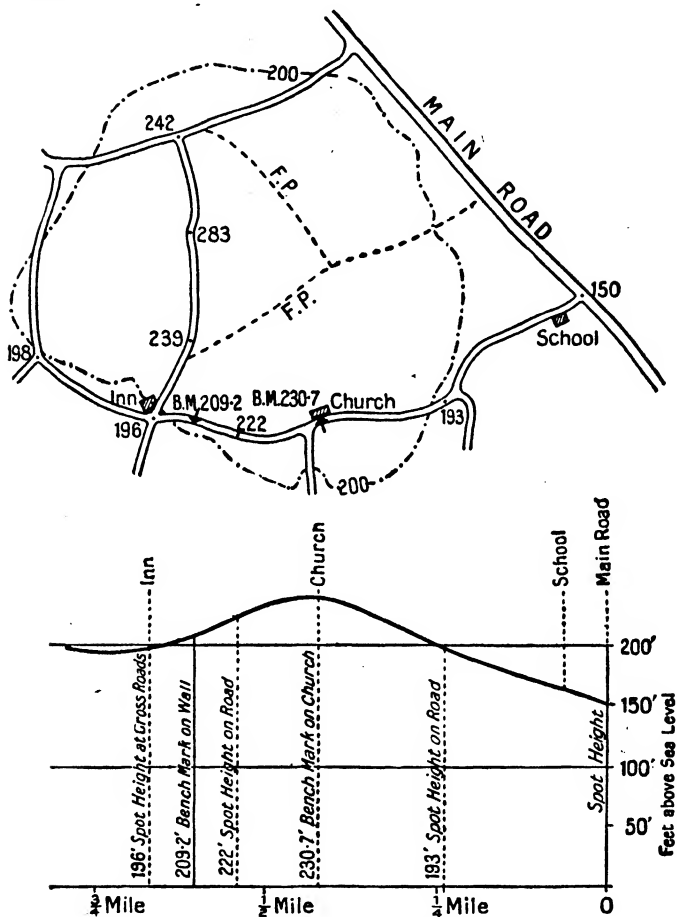 200
MAIN ROAD
242
F.P.
283
150
F.P.
239
School
198
Inn
B.M.209·2
B.M.230·7
Church
196
222
193
200
Inn
Church
School
Main Road
200'
196' Spot Height at Cross Roads
209·2' Bench Mark on Wall
222' Spot Height on Road
230·7' Bench Mark on Church
193' Spot Height on Road
Spot Height
150'
100'
50'
Feet above Sea Level
¾ Mile
½ Mile
¼ Mile
0